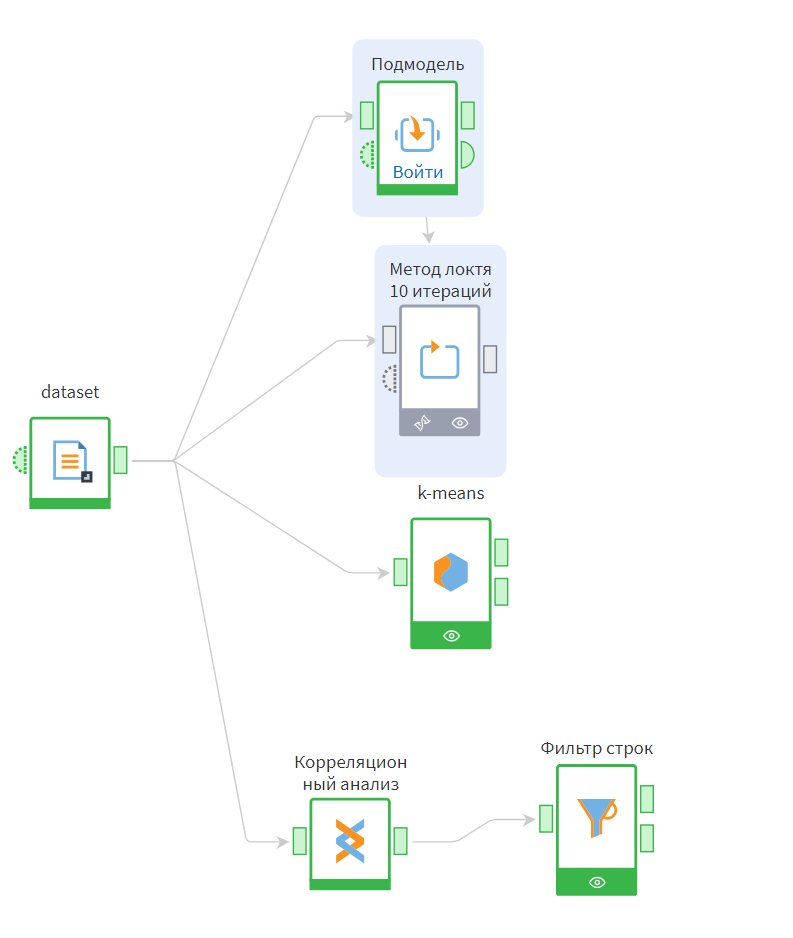 Подмодель
Войти
Метод локтя
10 итераций
dataset
k-means
Корреляцион
ный анализ
Фильтр строк